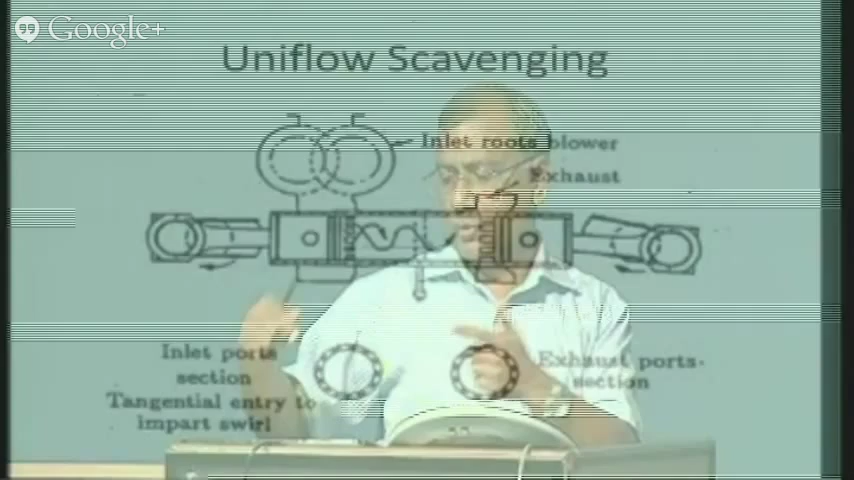 Google+
Uniflow Scavenging
Inlet roots blower
Exhaust
Inlet ports
section
Tangential entry to
impart swirl
Exhaust ports-
section